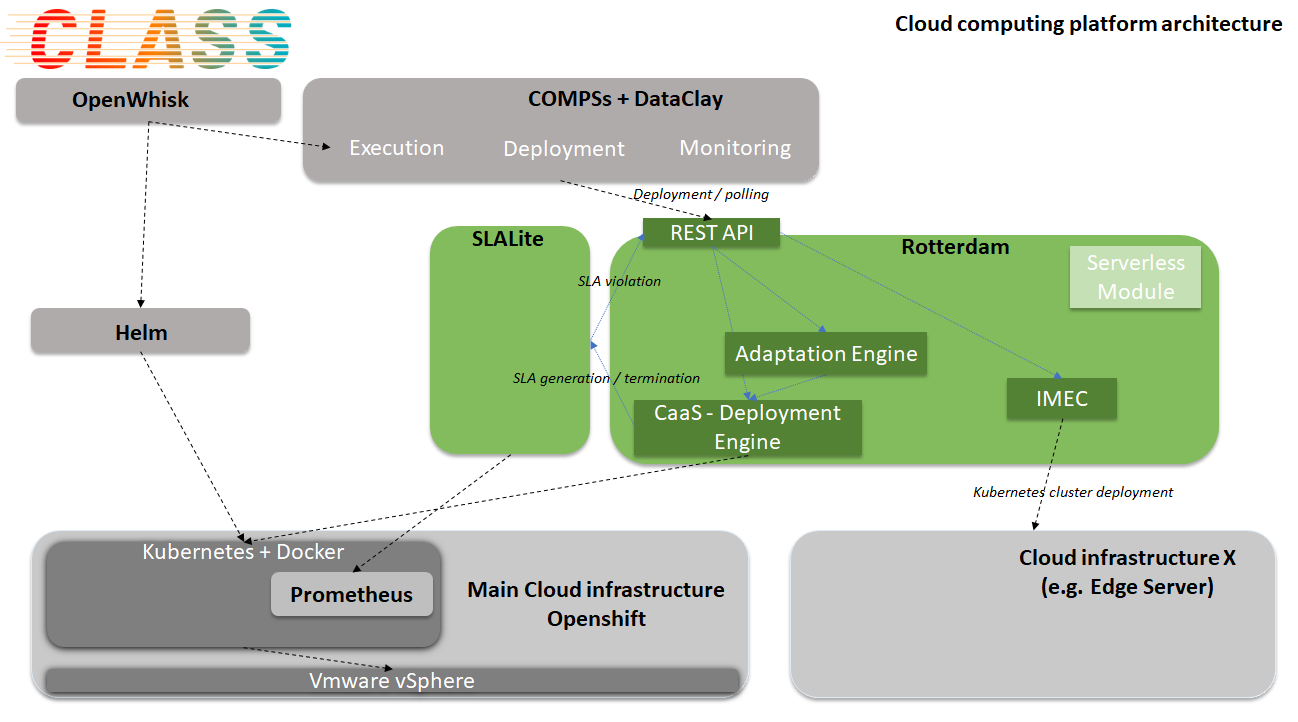 CLASS
Cloud computing platform architecture
OpenWhisk
COMPSs + DataClay
Execution
Deployment
Monitoring
Deployment / polling
REST API
SLALite
Rotterdam
Serverless
Module
SLA violation
Helm
Adaptation Engine
SLA generation / termination
IMEC
CaaS - Deployment
Engine
Kubernetes cluster deployment
Kubernetes + Docker
Prometheus
Main Cloud infrastructure
Openshift
Cloud infrastructure X
(e.g. Edge Server)
Vmware vSphere